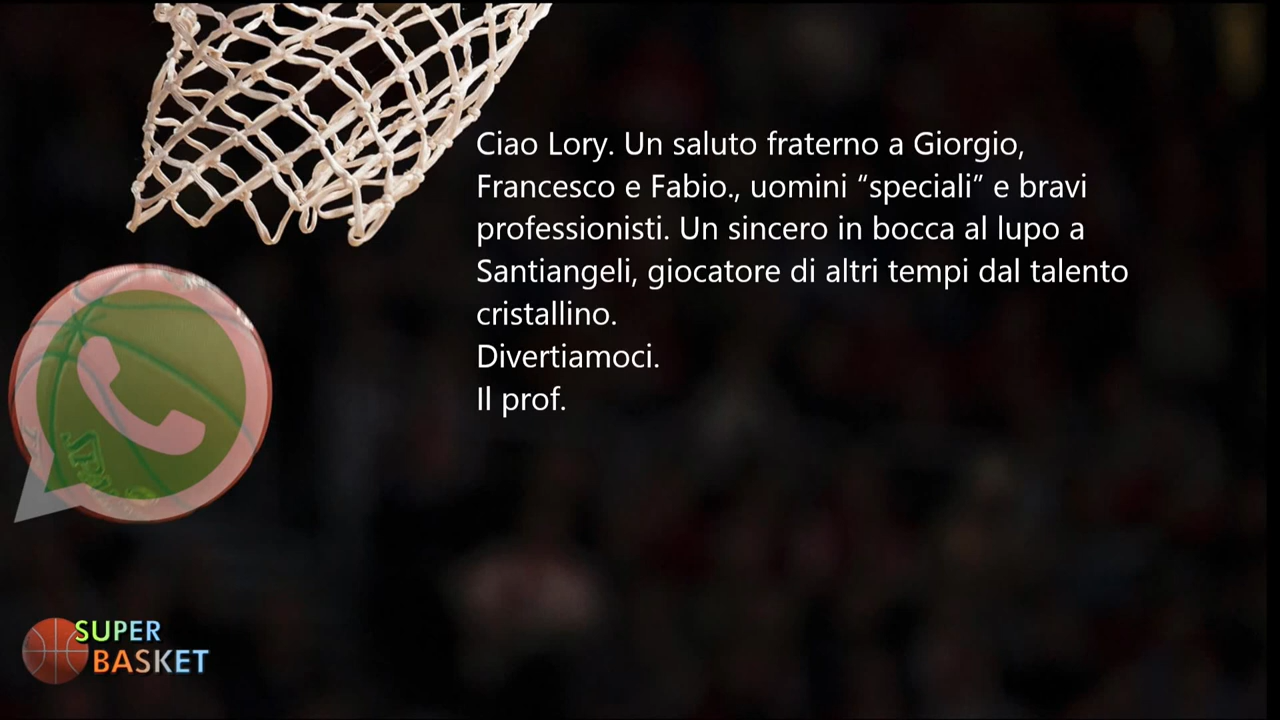 Ciao Lory. Un saluto fraterno a Giorgio,
Francesco e Fabio., uomini “speciali” e bravi
professionisti. Un sincero in bocca al lupo a
Santiangeli, giocatore di altri tempi dal talento
cristallino.
Divertiamoci.
Il prof.
SUPER
BASKET